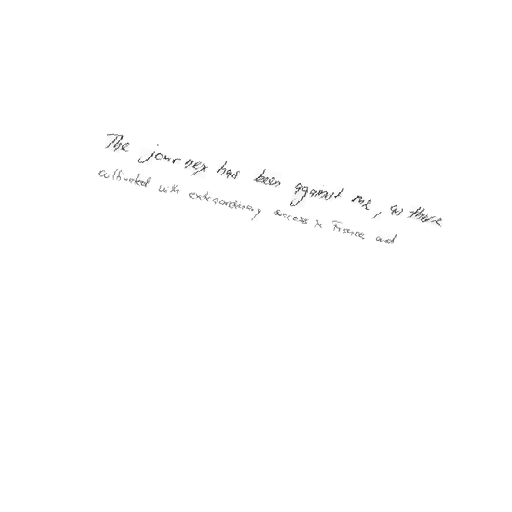 The journey has been against me, as those
cultivated with extraordinary success in France, and